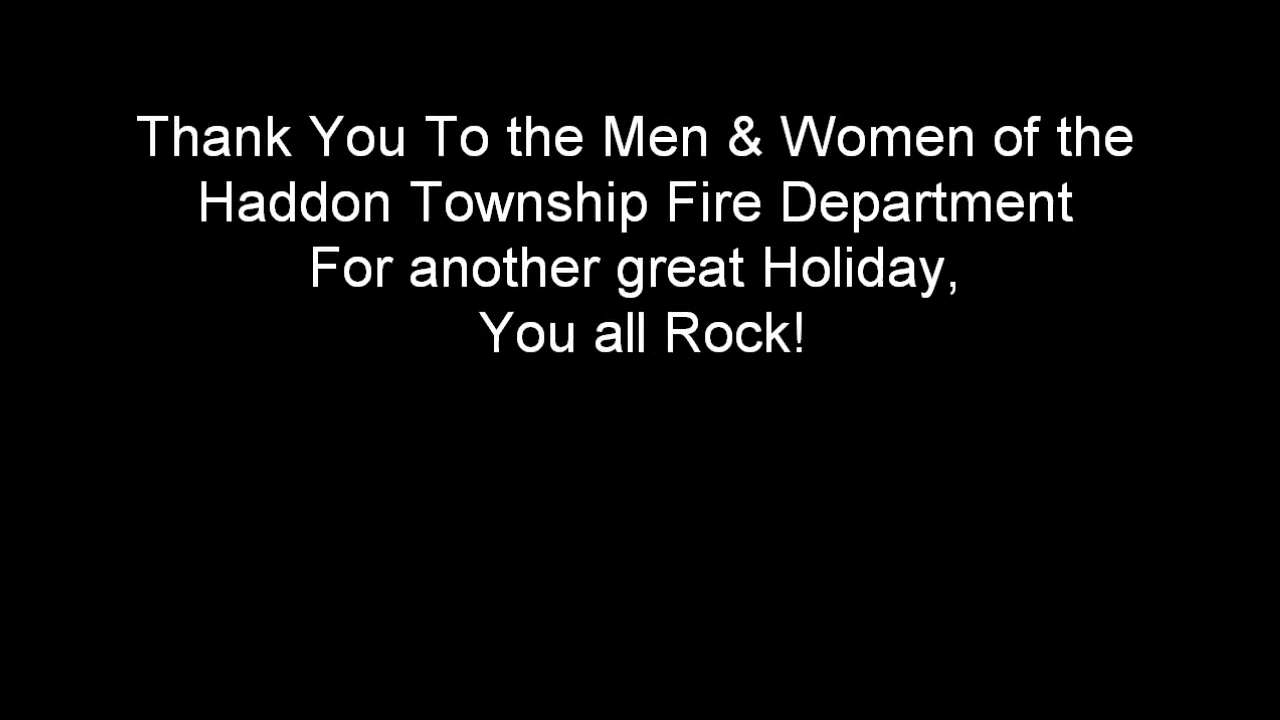 Thank You To the Men & Women of the
Haddon Township Fire Department
For another great Holiday,
You all Rock!